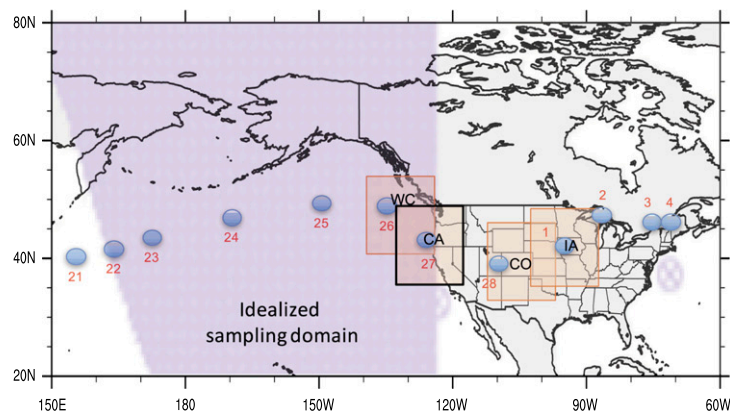 80N
60N
40N
20N
150E
180
150W
120W
90W
60W
21
22
23
24
25
WC
26
CA
27
CO
28
1
IA
2
3
4
Idealized
sampling domain